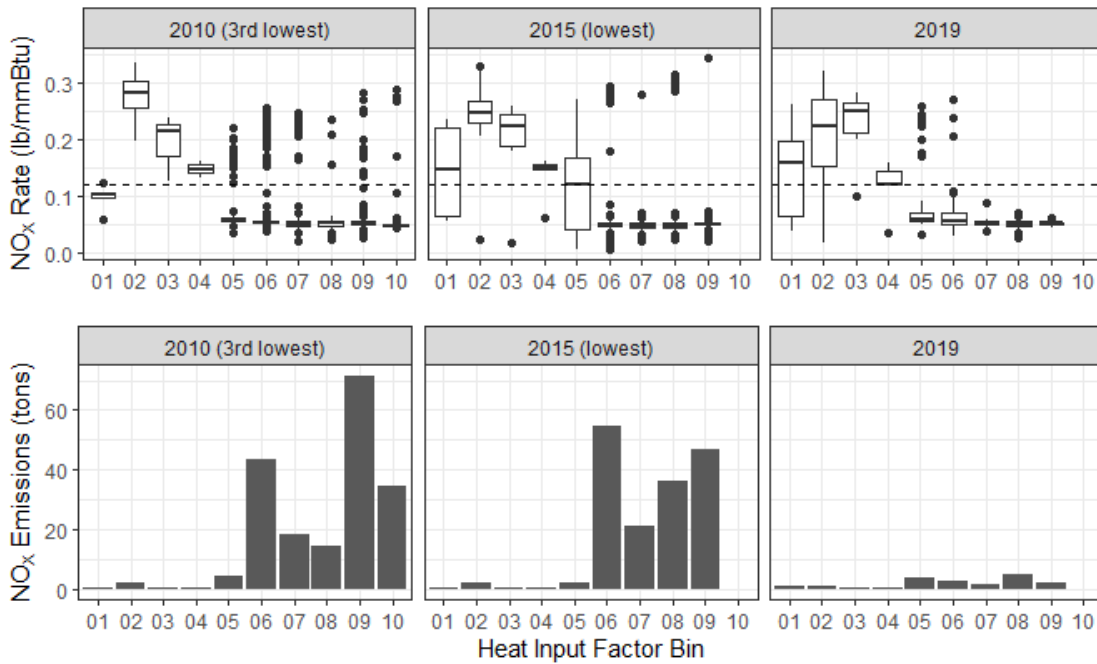 2010 (3rd lowest) 2015 (lowest) 2019
NOX Rate (lb/mmBtu)
0.3
0.2
0.1
0.0
01 02 03 04 05 06 07 08 09 10 01 02 03 04 05 06 07 08 09 10 01 02 03 04 05 06 07 08 09 10
2010 (3rd lowest) 2015 (lowest) 2019
NOX Emissions (tons)
60
40
20
0
01 02 03 04 05 06 07 08 09 10 01 02 03 04 05 06 07 08 09 10 01 02 03 04 05 06 07 08 09 10
Heat Input Factor Bin